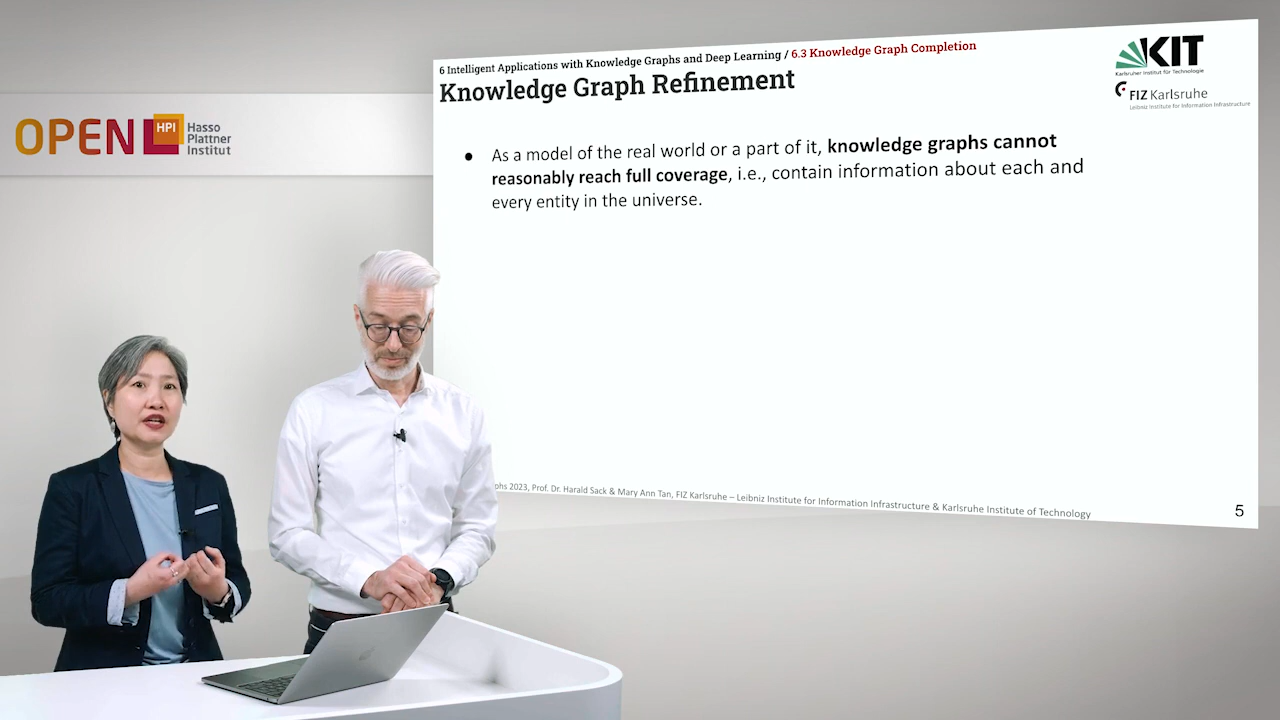 OPEN HPI Hasso
Plattner
Institut
6 Intelligent Applications with Knowledge Graphs and Deep Learning / 6.3 Knowledge Graph Completion
Knowledge Graph Refinement
KIT
Karlsruher Institut für Technologie
FIZ Karlsruhe
Leibniz Institute for Information Infrastructure
● As a model of the real world or a part of it, knowledge graphs cannot
reasonably reach full coverage, i.e., contain information about each and
every entity in the universe.
2023, Prof. Dr. Harald Sack & Mary Ann Tan, FIZ Karlsruhe – Leibniz Institute for Information Infrastructure & Karlsruhe Institute of Technology
5